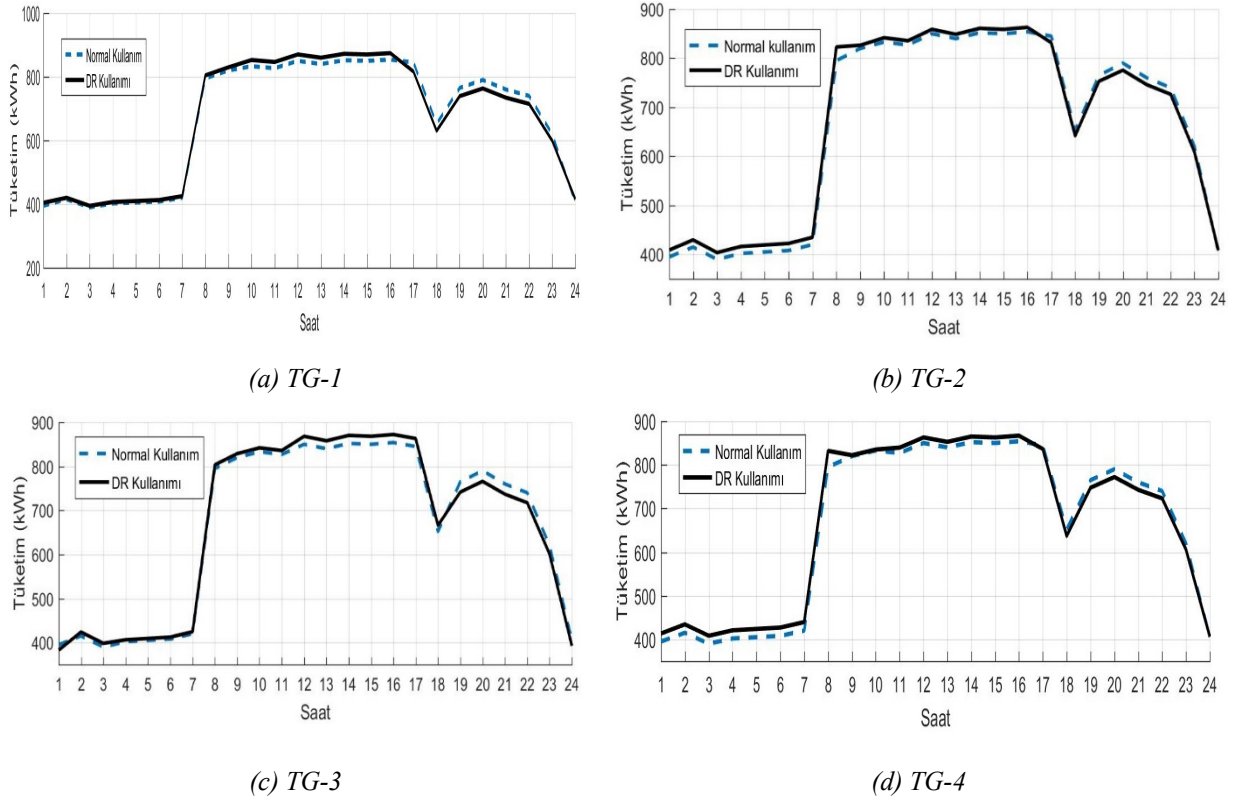 1000
800
600
400
200
Tüketim (kWh)
Normal Kullanım
DR Kullanımı
1 2 3 4 5 6 7 8 9 10 11 12 13 14 15 16 17 18 19 20 21 22 23 24
Saat
(a) TG-1
900
800
700
600
500
400
Tüketim (kWh)
Normal kullanım
DR Kullanımı
1 2 3 4 5 6 7 8 9 10 11 12 13 14 15 16 17 18 19 20 21 22 23 24
Saat
(b) TG-2
900
800
700
600
500
400
Tüketim (kWh)
Normal Kullanım
DR Kullanımı
1 2 3 4 5 6 7 8 9 10 11 12 13 14 15 16 17 18 19 20 21 22 23 24
Saat
(c) TG-3
900
800
700
600
500
400
Tüketim (kWh)
Normal Kullanım
DR Kullanımı
1 2 3 4 5 6 7 8 9 10 11 12 13 14 15 16 17 18 19 20 21 22 23 24
Saat
(d) TG-4